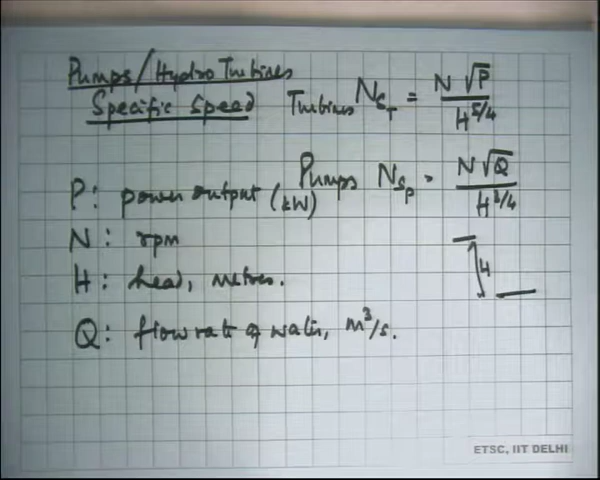 Pumps/Hydro Turbines
Specific Speed Turbines N_ST = N √P / H^5/4
Pumps N_SP = N √Q / H^3/4
P: power output (kW)
N: rpm
H: head, metres.
H
Q: flow rate of water, m³/s.
ETSC, IIT DELHI